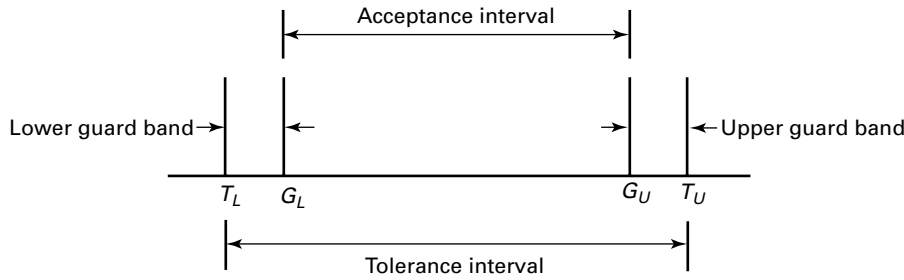 Acceptance interval
Lower guard band
Upper guard band
T_L
G_L
G_U
T_U
Tolerance interval